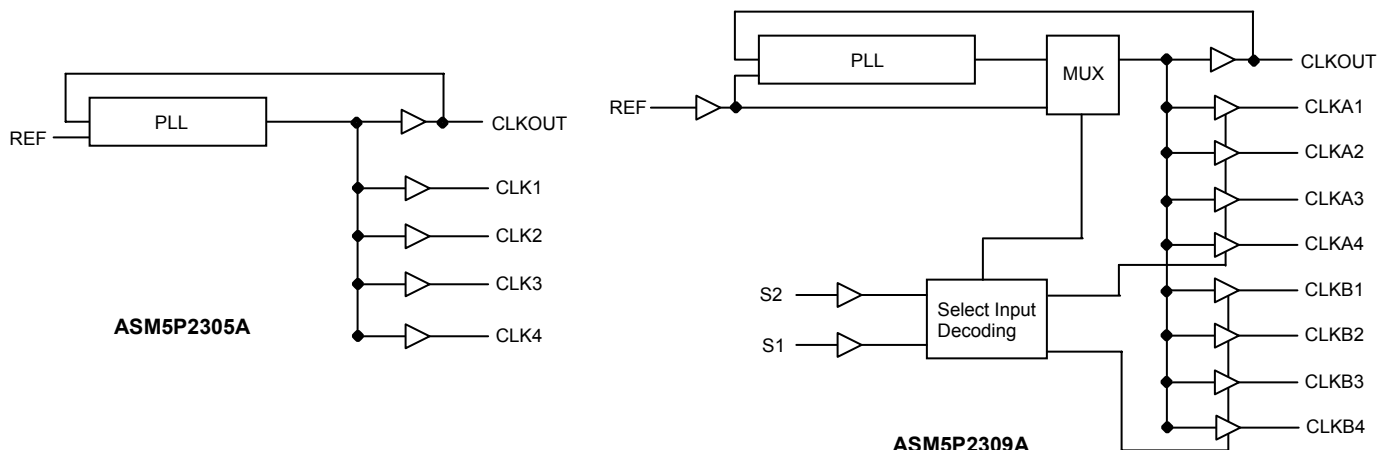 PLL
REF
CLKOUT
CLK1
CLK2
CLK3
CLK4
ASM5P2305A
PLL
MUX
REF
CLKOUT
CLKA1
CLKA2
CLKA3
CLKA4
S2
S1
Select Input
Decoding
CLKB1
CLKB2
CLKB3
CLKB4
ASM5P2309A